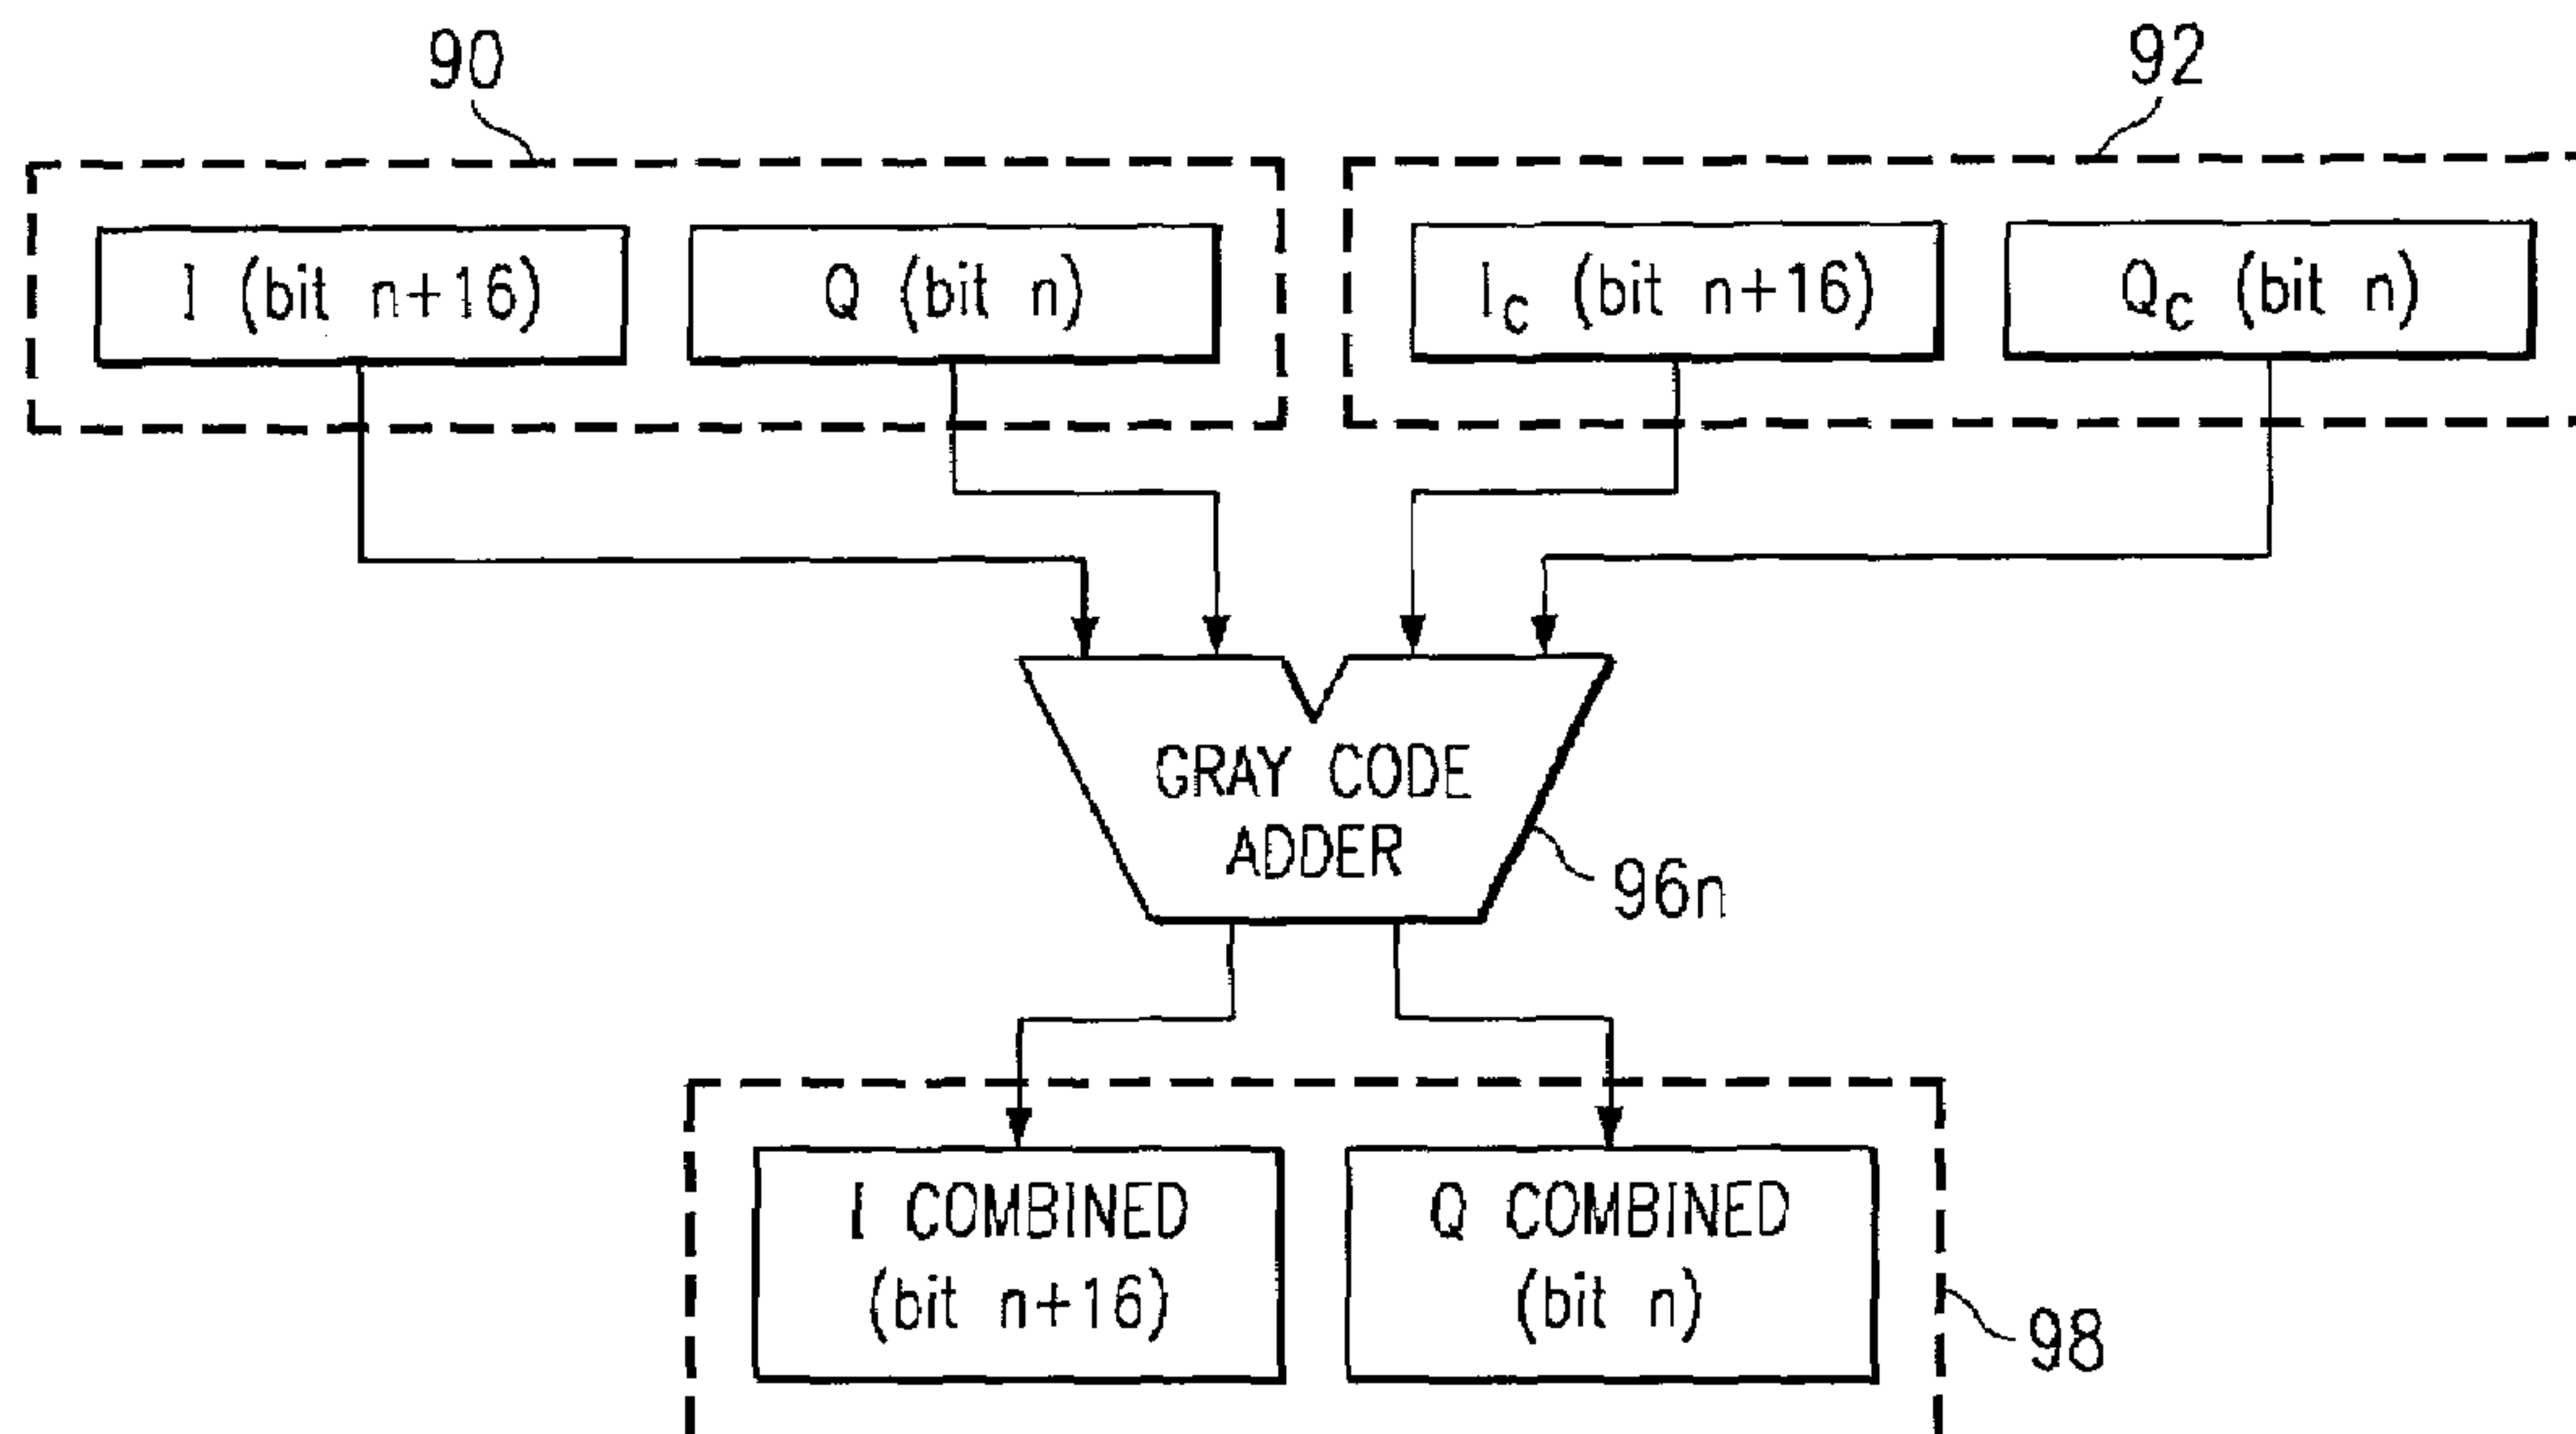 90
92
I (bit n+16)
Q (bit n)
Ic (bit n+16)
Qc (bit n)
GRAY CODE
ADDER
96n
I COMBINED
(bit n+16)
Q COMBINED
(bit n)
98